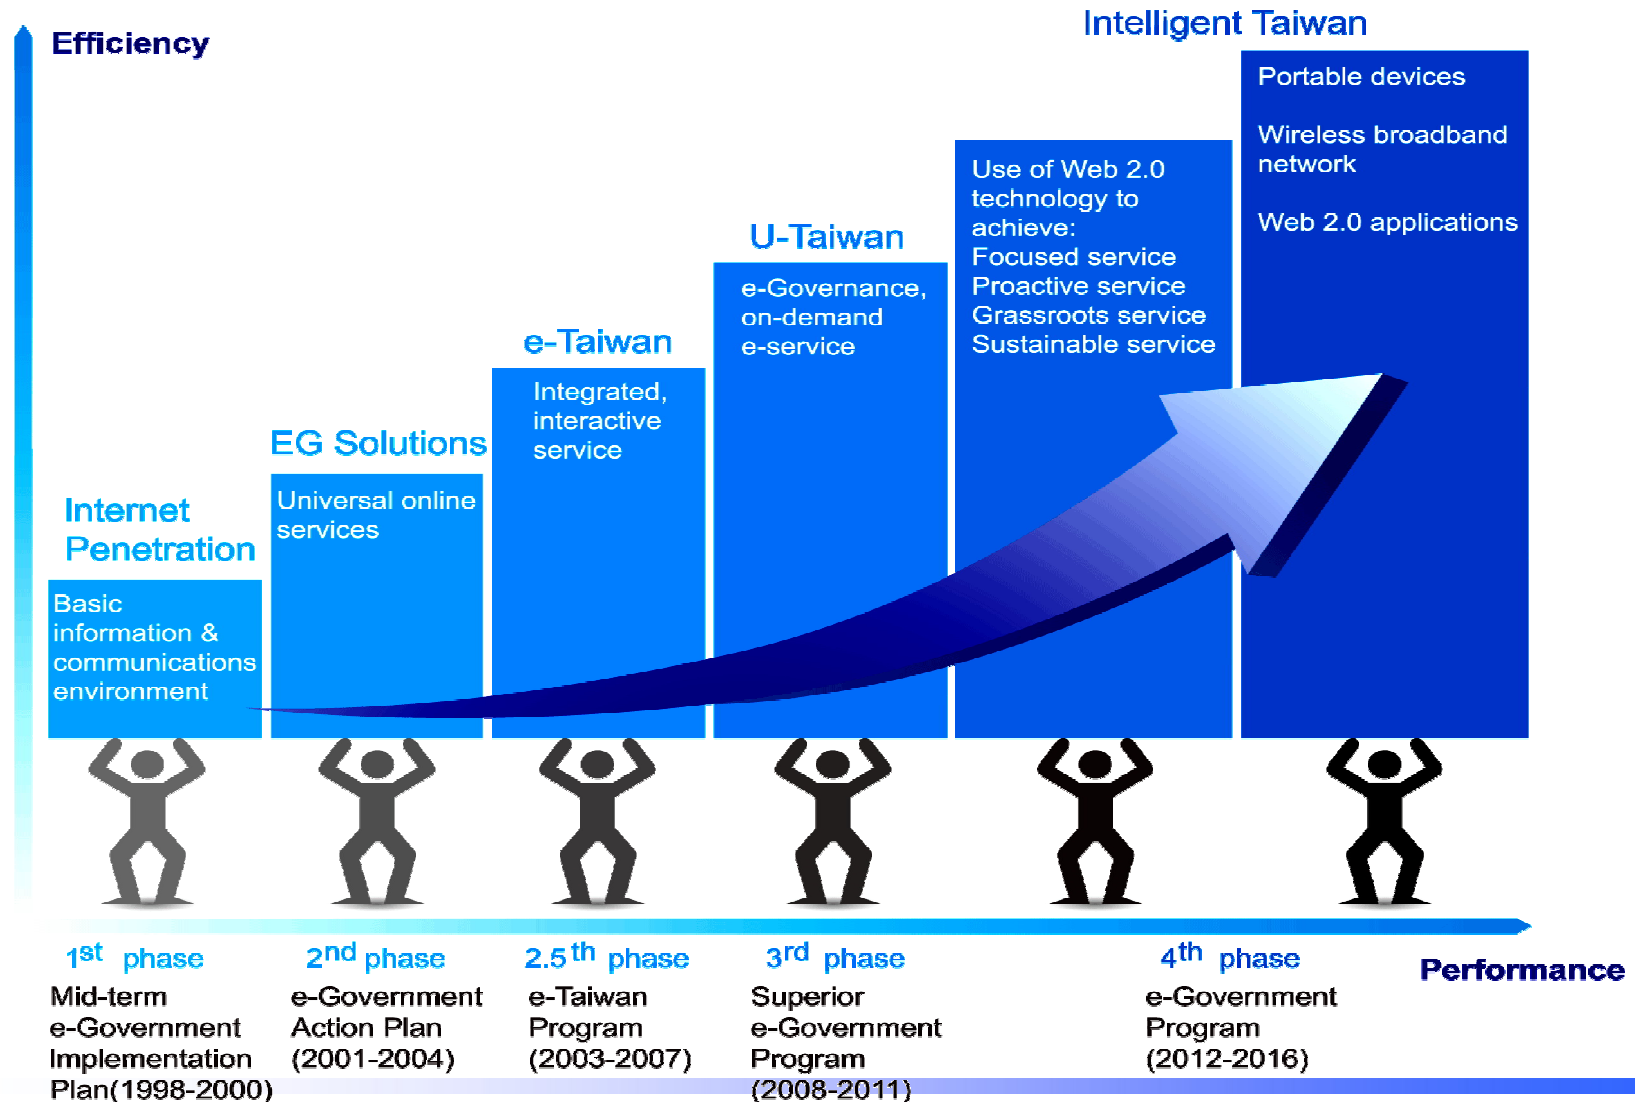 Efficiency
Intelligent Taiwan
Portable devices
Wireless broadband
network
Web 2.0 applications
Use of Web 2.0
technology to
achieve:
Focused service
Proactive service
Grassroots service
Sustainable service
U-Taiwan
e-Governance,
on-demand
e-service
e-Taiwan
Integrated,
interactive
service
EG Solutions
Universal online
services
Internet
Penetration
Basic
information &
communications
environment
1st phase
Mid-term
e-Government
Implementation
Plan(1998-2000)
2nd phase
e-Government
Action Plan
(2001-2004)
2.5th phase
e-Taiwan
Program
(2003-2007)
3rd phase
Superior
e-Government
Program
(2008-2011)
4th phase
e-Government
Program
(2012-2016)
Performance